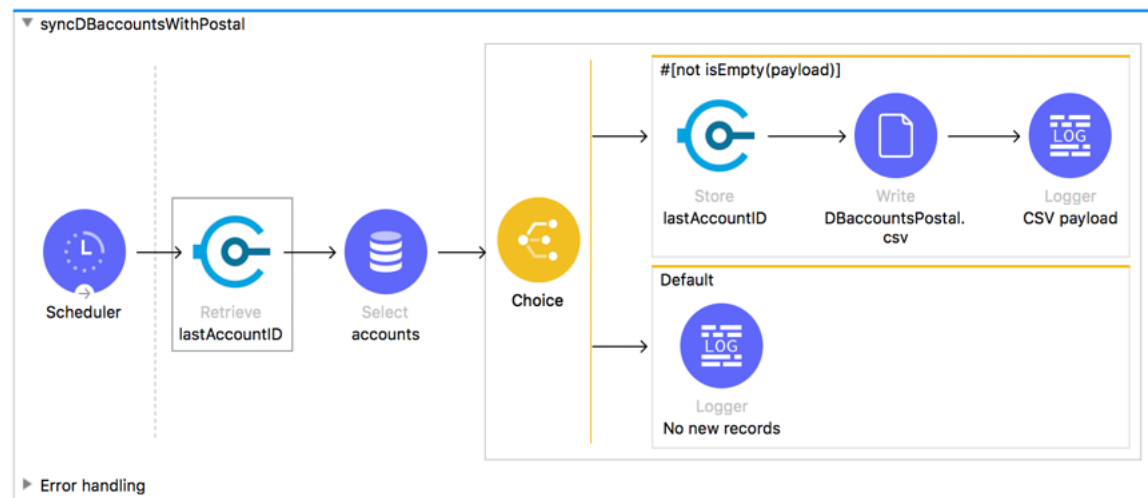 syncDBaccountsWithPostal
#[not isEmpty(payload)]
LOG
Store
lastAccountID
Write
DBaccountsPostal.
csv
Logger
CSV payload
L
Scheduler
Retrieve
lastAccountID
Select
accounts
Choice
Default
LOG
Logger
No new records
Error handling